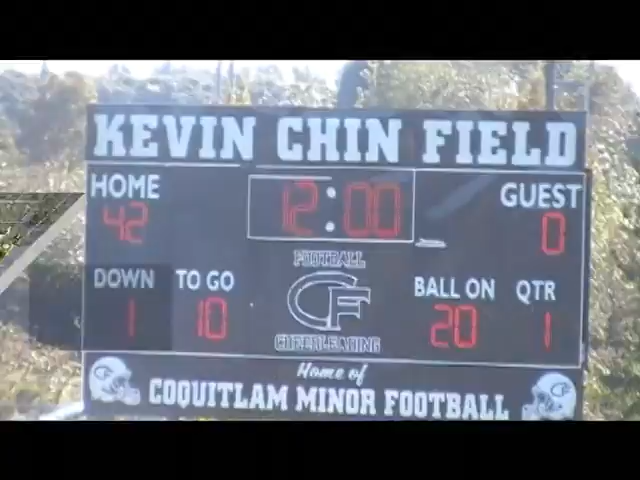 KEVIN CHIN FIELD
HOME 12:00 GUEST
42 0
FOOTBALL
DOWN TO GO CF BALL ON QTR
1 10 20 1
CHEERLEADING
Home of
COQUITLAM MINOR FOOTBALL